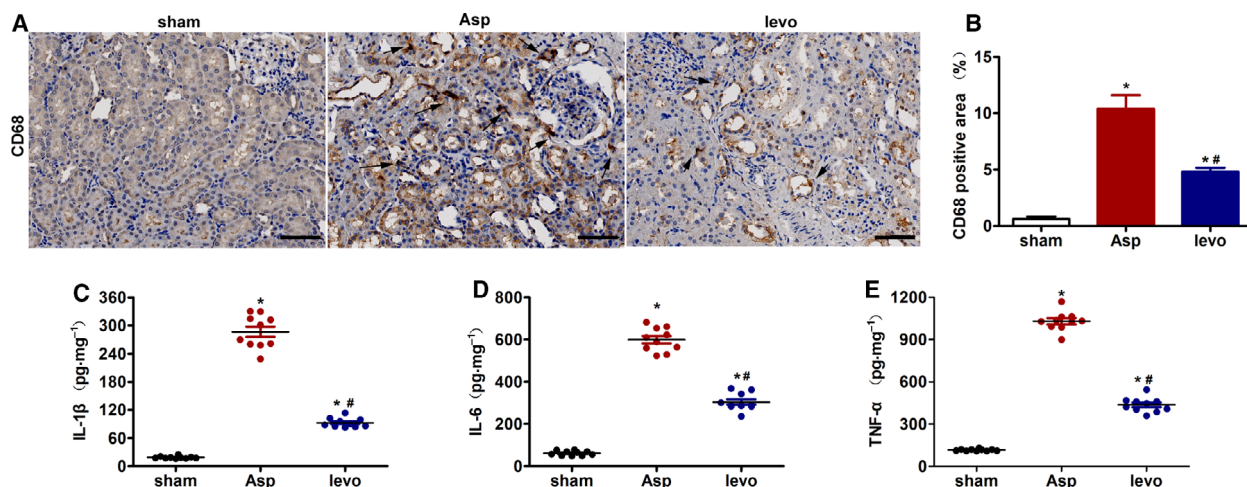 A
sham
Asp
levo
CD68
B
CD68 positive area (%)
15
10
5
0
*
* #
sham
Asp
levo
C
IL-1β (pg·mg⁻¹)
360
300
240
180
120
60
0
*
* #
sham
Asp
levo
D
IL-6 (pg·mg⁻¹)
800
600
400
200
0
*
* #
sham
Asp
levo
E
TNF-α (pg·mg⁻¹)
1200
900
600
300
0
*
* #
sham
Asp
levo